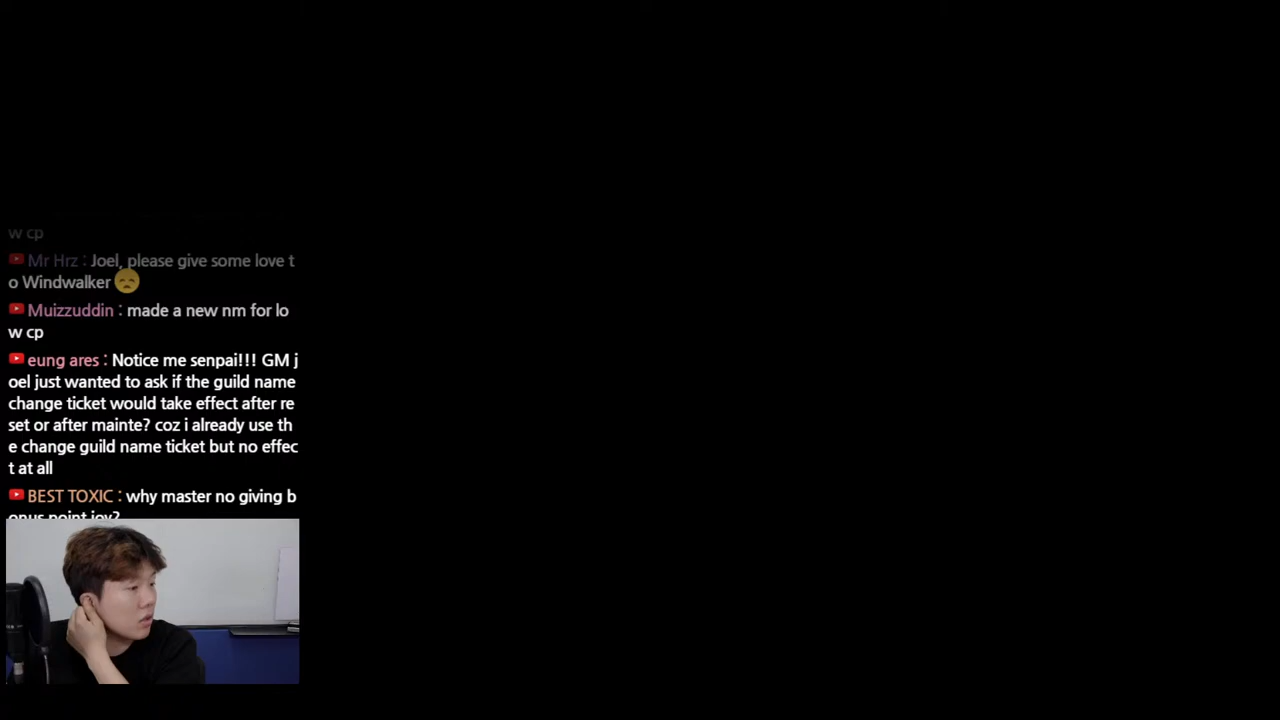 w cp
Mr Hrz : Joel, please give some love t
o Windwalker
Muizzuddin : made a new nm for lo
w cp
eung ares : Notice me senpai!!! GM j
oel just wanted to ask if the guild name
change ticket would take effect after re
set or after mainte? coz i already use th
e change guild name ticket but no effec
t at all
BEST TOXIC : why master no giving b
onus point joy?